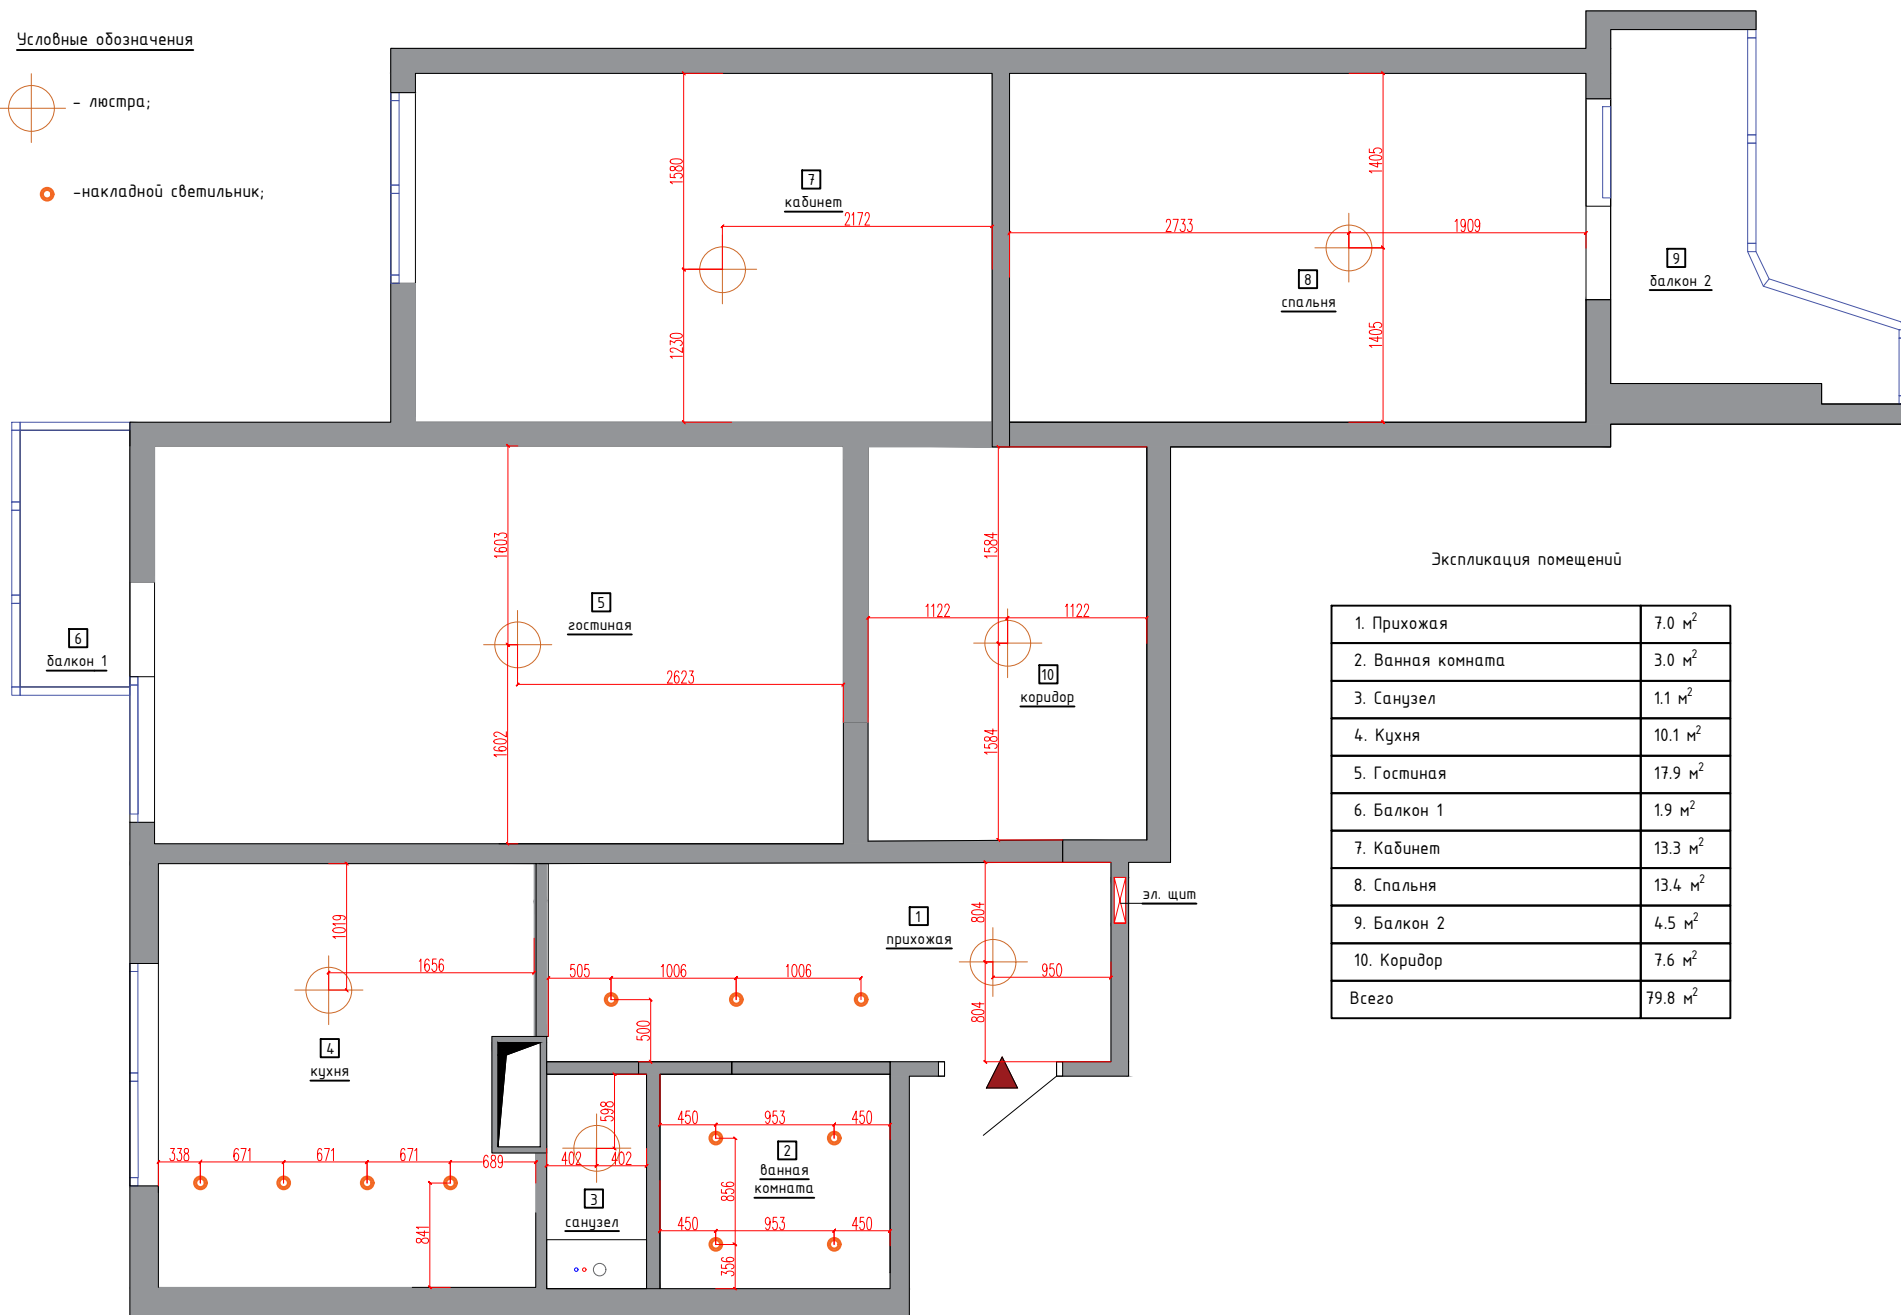 Условные обозначения
- люстра;
-накладной светильник;
1580
7
кабинет
2172
1230
1405
2733
1909
8
спальня
1405
9
балкон 2
1603
5
гостиная
2623
1602
6
балкон 1
1584
1122
1122
10
коридор
1584
Экспликация помещений
1. Прихожая 7.0 м²
2. Ванная комната 3.0 м²
3. Санузел 1.1 м²
4. Кухня 10.1 м²
5. Гостиная 17.9 м²
6. Балкон 1 1.9 м²
7. Кабинет 13.3 м²
8. Спальня 13.4 м²
9. Балкон 2 4.5 м²
10. Коридор 7.6 м²
Всего 79.8 м²
эл. щит
1019
1656
4
кухня
338
671
671
671
689
841
1
прихожая
804
950
804
505
1006
1006
500
598
402
402
3
санузел
450
953
450
2
ванная
комната
856
450
953
450
356